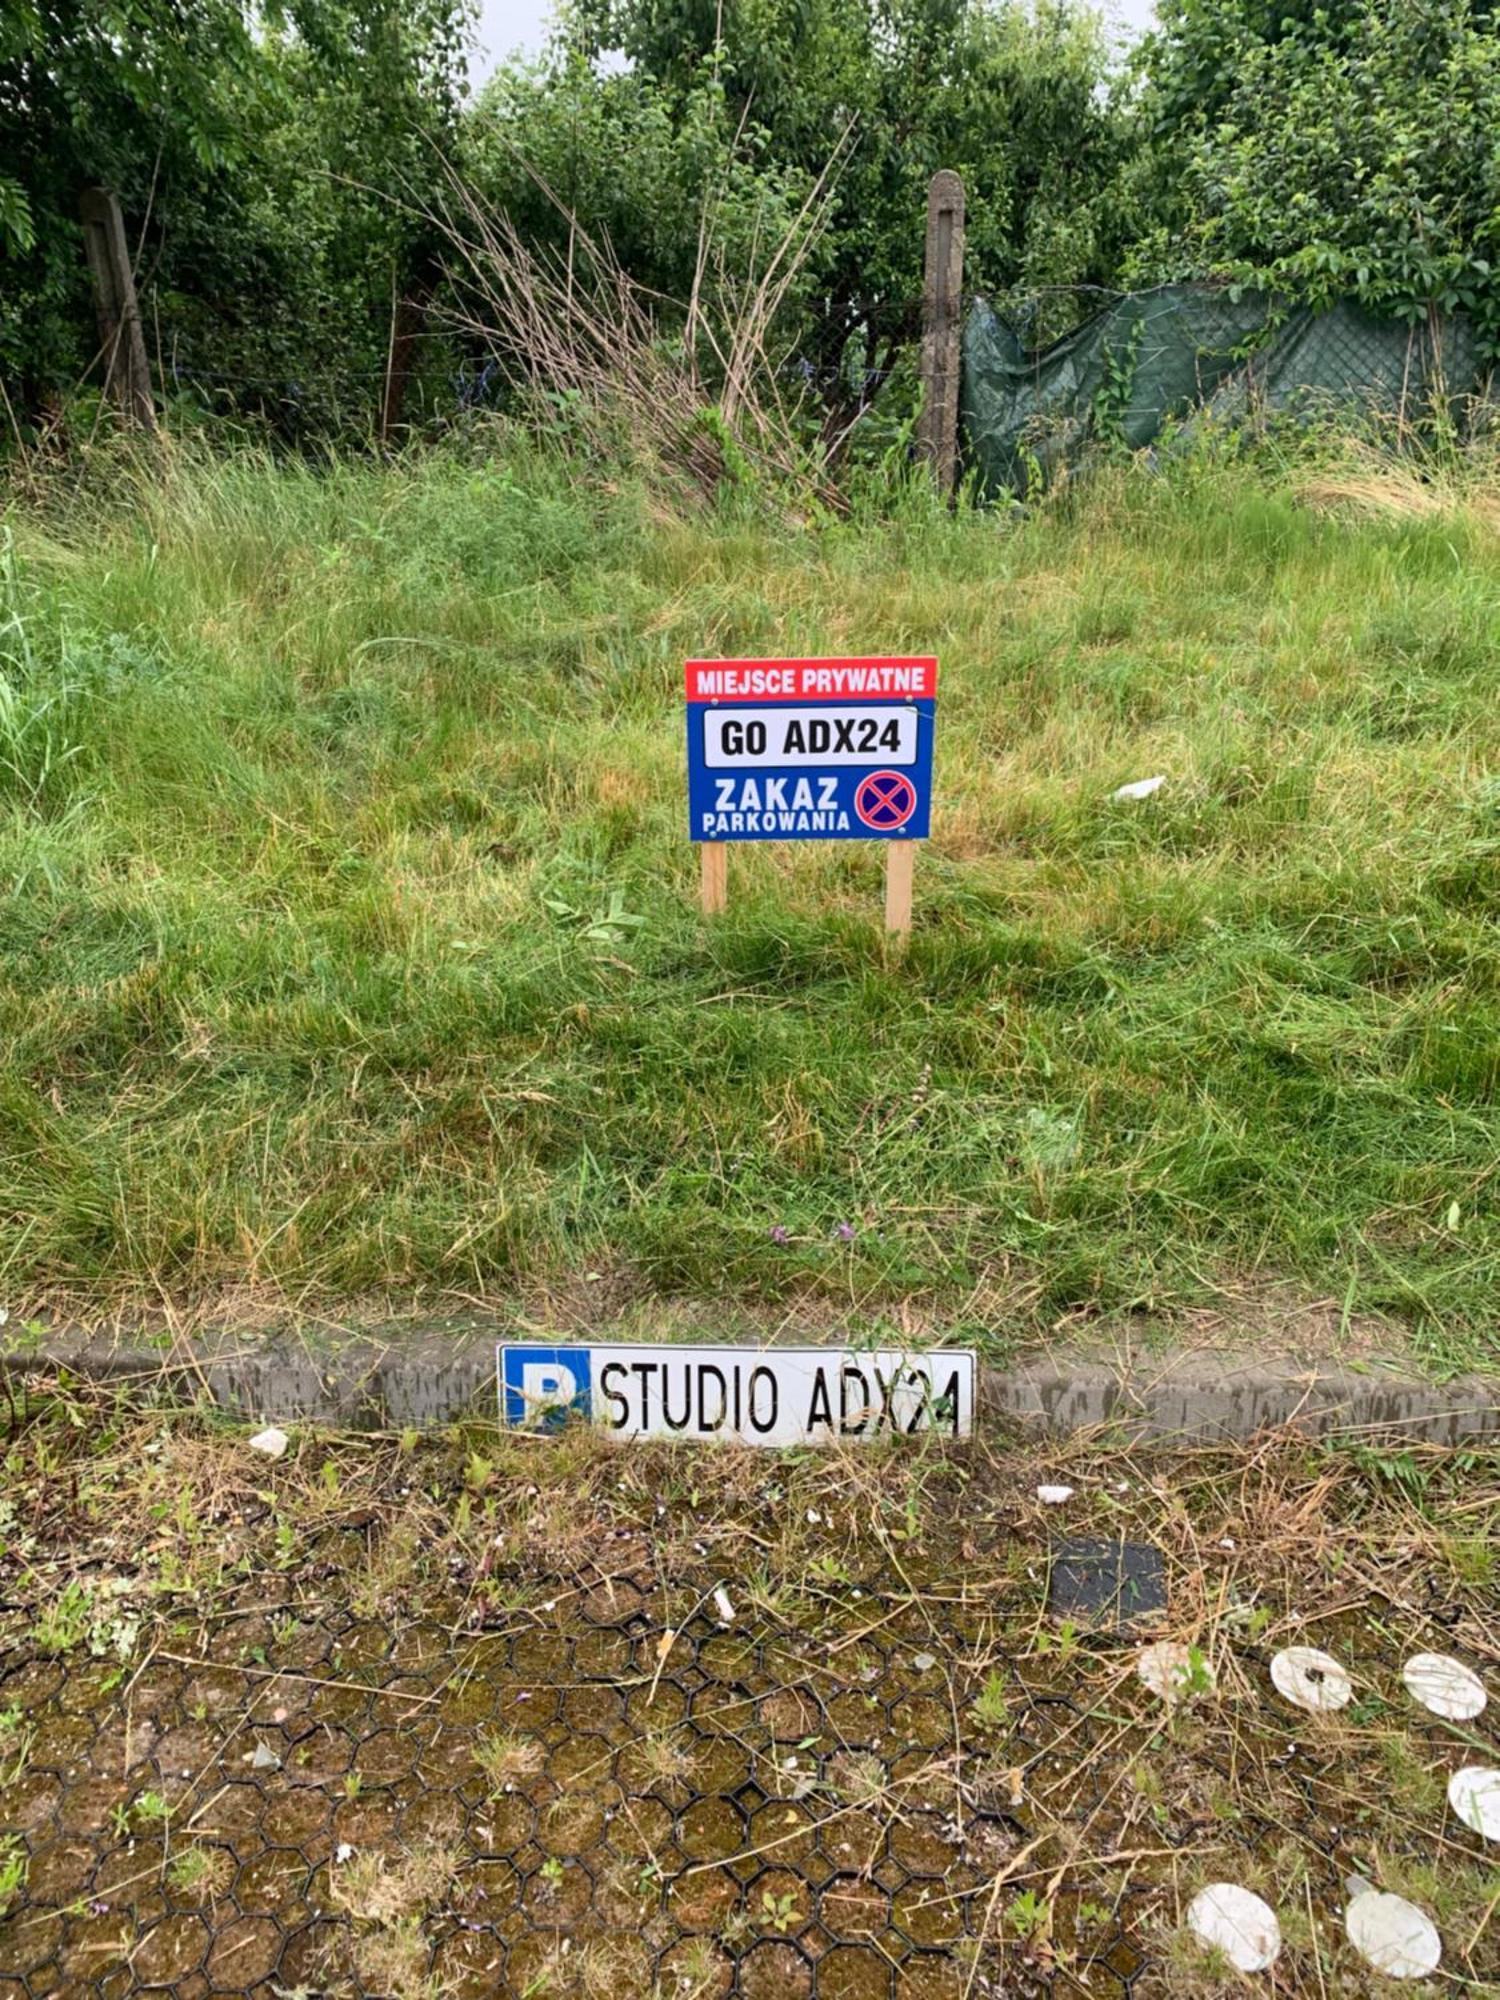 MIEJSCE PRYWATNE
GO ADX24
ZAKAZ
PARKOWANIA
P STUDIO ADX24